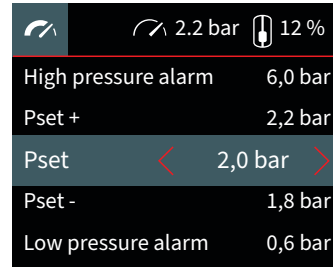 2.2 bar 12 %
High pressure alarm 6,0 bar
Pset + 2,2 bar
Pset 2,0 bar
Pset - 1,8 bar
Low pressure alarm 0,6 bar